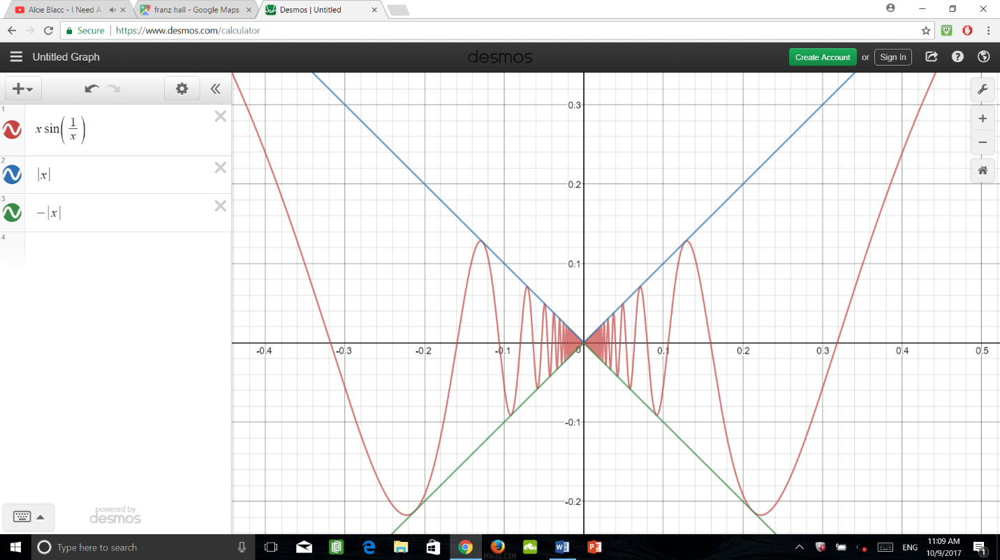 Aloe Blacc - I Need A
franz hall - Google Maps
Desmos | Untitled
Secure | https://www.desmos.com/calculator
Untitled Graph
desmos
Create Account or Sign In
1
x sin(1/x)
2
|x|
3
−|x|
4
powered by
desmos
0.3
0.2
0.1
-0.4 -0.3 -0.2 -0.1 0 0.1 0.2 0.3 0.4 0.5
-0.1
-0.2
Type here to search
ENG
11:09 AM
10/9/2017
1